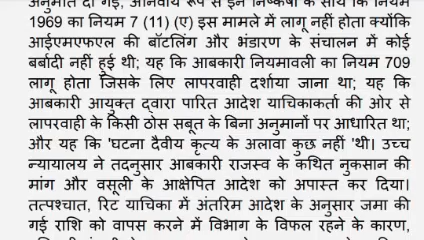 1969 का नियम 7 (11) (ए) इस मामले में लागू नहीं होता क्योंकि
आईएमएफएल की बॉटलिंग और भंडारण के संचालन में कोई
बर्बादी नहीं हुई थी; यह कि आबकारी नियमावली का नियम 709
लागू होता जिसके लिए लापरवाही दर्शाया जाना था; यह कि
आबकारी आयुक्त द्वारा पारित आदेश याचिकाकर्ता की ओर से
लापरवाही के किसी ठोस सबूत के बिना अनुमानों पर आधारित था;
और यह कि 'घटना दैवीय कृत्य के अलावा कुछ नहीं 'थी। उच्च
न्यायालय ने तदनुसार आबकारी राजस्व के कथित नुकसान की
मांग और वसूली के आक्षेपित आदेश को अपास्त कर दिया।
तत्पश्चात, रिट याचिका में अंतरिम आदेश के अनुसार जमा की
गई राशि को वापस करने में विभाग के विफल रहने के कारण,